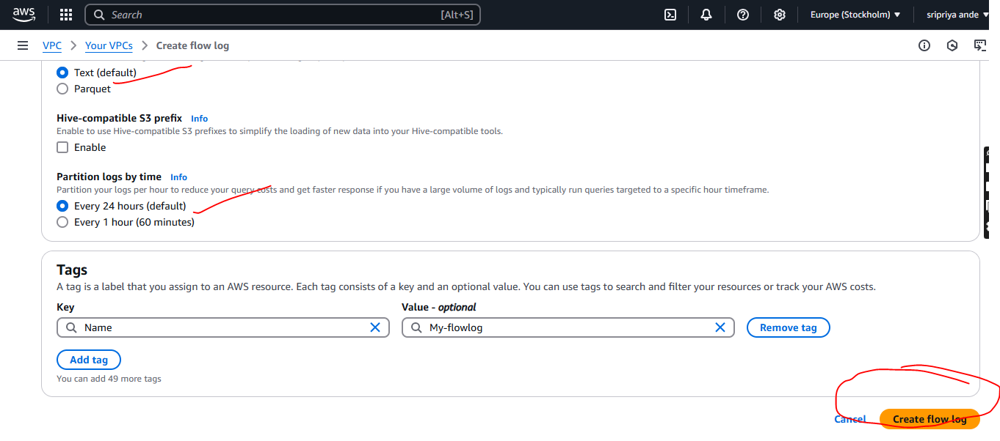 aws
Search [Alt+S] Europe (Stockholm) sripriya ande
VPC Your VPCs Create flow log
Text (default)
Parquet
Hive-compatible S3 prefix Info
Enable to use Hive-compatible S3 prefixes to simplify the loading of new data into your Hive-compatible tools.
Enable
Partition logs by time Info
Partition your logs per hour to reduce your query costs and get faster response if you have a large volume of logs and typically run queries targeted to a specific hour timeframe.
Every 24 hours (default)
Every 1 hour (60 minutes)
Tags
A tag is a label that you assign to an AWS resource. Each tag consists of a key and an optional value. You can use tags to search and filter your resources or track your AWS costs.
Key Value - optional
Name My-flowlog Remove tag
Add tag
You can add 49 more tags
Cancel Create flow log